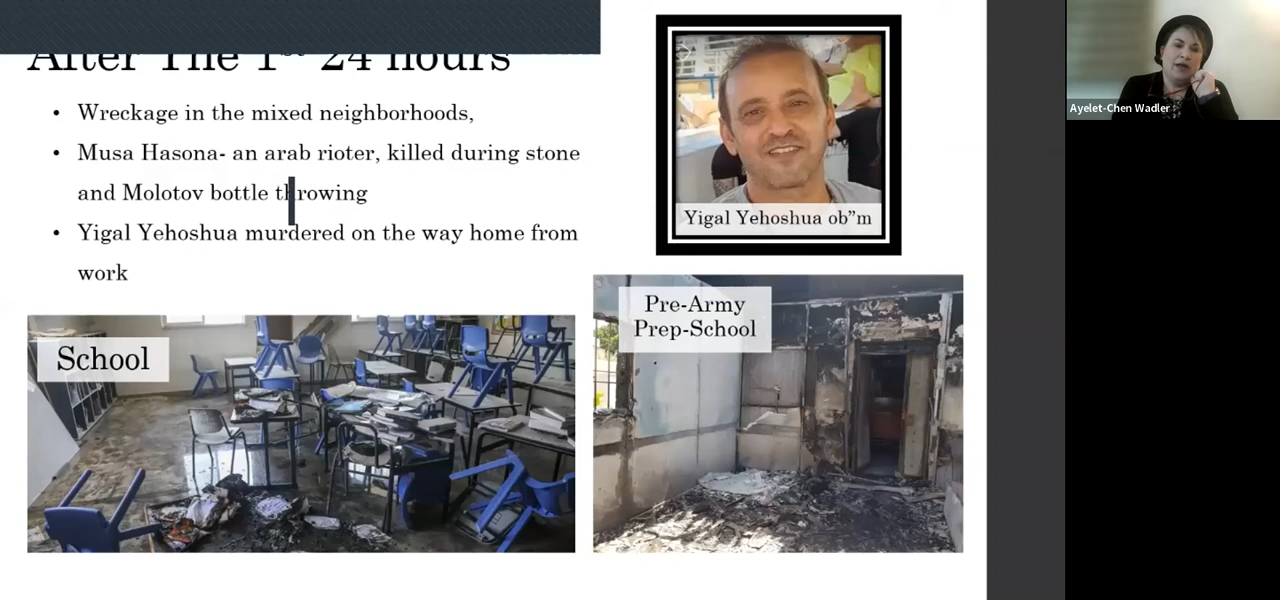 After The 1st 24 hours
• Wreckage in the mixed neighborhoods,
• Musa Hasona- an arab rioter, killed during stone
and Molotov bottle throwing
• Yigal Yehoshua murdered on the way home from
work
Yigal Yehoshua ob”m
School
Pre-Army
Prep-School
Ayelet-Chen Wadler